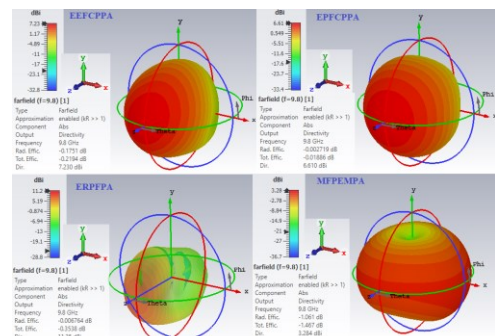 dBi
7.23
1.17
-4.89
-11
-17
-23.1
-32.8
EEFCPPA
y
x
z
y
Phi
x
Theta
farfield (f=9.8) [1]
Type Farfield
Approximation enabled (kR >> 1)
Component Abs
Output Directivity
Frequency 9.8 GHz
Rad. Effic. -0.1751 dB
Tot. Effic. -0.2194 dB
Dir. 7.230 dBi
dBi
6.61
0.549
-5.51
-11.6
-17.6
-33.4
EPFCPPA
y
x
z
y
Phi
x
Theta
farfield (f=9.8) [1]
Type Farfield
Approximation enabled (kR >> 1)
Component Abs
Output Directivity
Frequency 9.8 GHz
Rad. Effic. -0.002719 dB
Tot. Effic. -0.01886 dB
Dir. 6.610 dBi
dBi
11.2
5.19
-0.874
-6.94
-13
-19.1
-28.8
ERPFPA
y
x
z
y
Phi
x
Theta
farfield (f=9.8) [1]
Type Farfield
Approximation enabled (kR >> 1)
Component Abs
Output Directivity
Frequency 9.8 GHz
Rad. Effic. -0.006764 dB
Tot. Effic. -0.3538 dB
dBi
3.28
-2.78
-14.9
-21
-27
-36.7
MFPEMPA
y
x
z
y
Phi
x
Theta
farfield (f=9.8) [1]
Type Farfield
Approximation enabled (kR >> 1)
Component Abs
Output Directivity
Frequency 9.8 GHz
Rad. Effic. -1.061 dB
Tot. Effic. -1.467 dB
Dir. 3.284 dBi